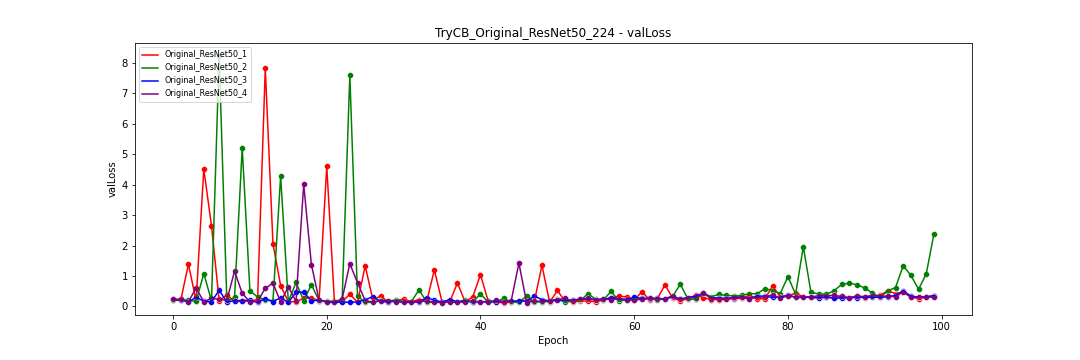 TryCB_Original_ResNet50_224 - valLoss
Original_ResNet50_1
Original_ResNet50_2
Original_ResNet50_3
Original_ResNet50_4
valLoss
8
7
6
5
4
3
2
1
0
0 20 40 60 80 100
Epoch